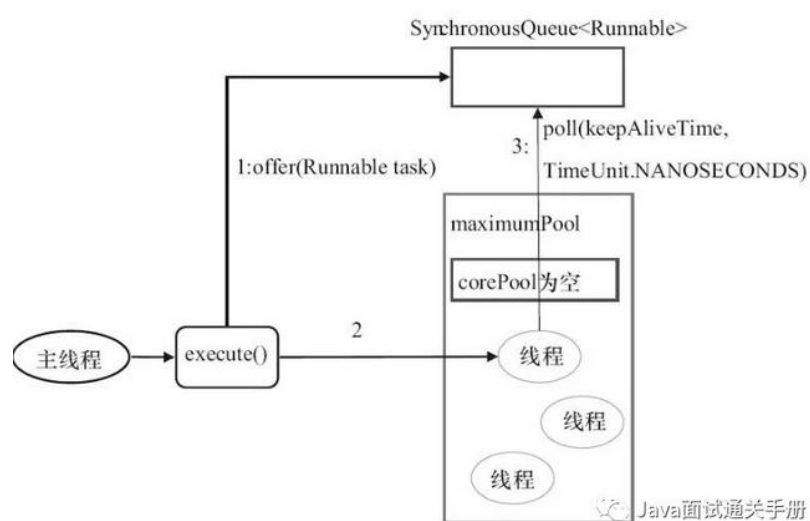 SynchronousQueue<Runnable>
1:offer(Runnable task)
3:
poll(keepAliveTime,
TimeUnit.NANOSECONDS)
maximumPool
corePool为空
主线程
execute()
2
线程
线程
线程
Java面试通关手册